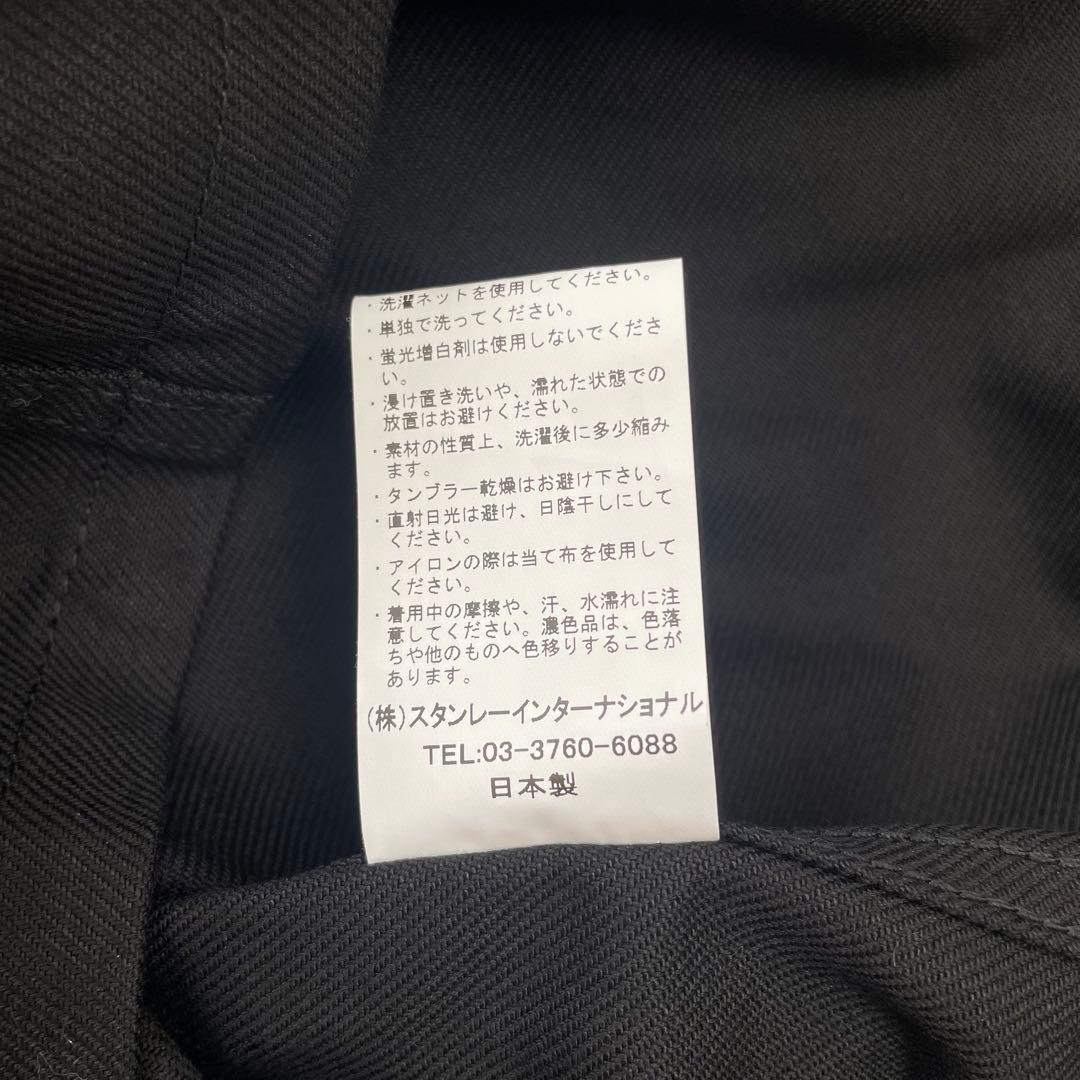 ・洗濯ネットを使用してください。
・単独で洗ってください。
・蛍光増白剤は使用しないでくださ
い。
・浸け置き洗いや、濡れた状態での
放置はお避けください。
・素材の性質上、洗濯後に多少縮み
ます。
・タンブラー乾燥はお避け下さい。
・直射日光は避け、日陰干しにして
ください。
・アイロンの際は当て布を使用して
ください。
・着用中の摩擦や、汗、水濡れに注
意してください。濃色品は、色落
ちや他のものへ色移りすることが
あります。
(株)スタンレーインターナショナル
TEL:03-3760-6088
日本製